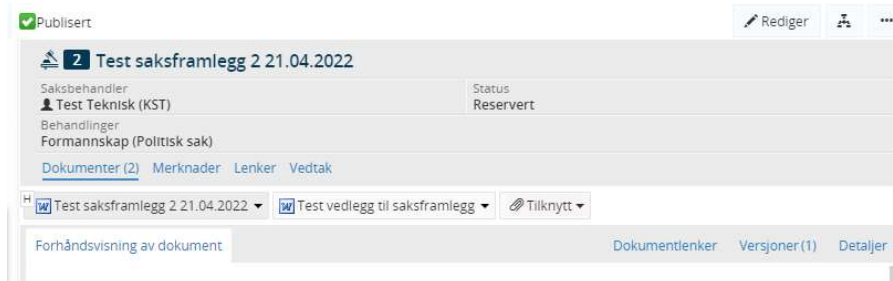 Publisert
Rediger
2 Test saksframlegg 2 21.04.2022
Saksbehandler
Test Teknisk (KST)
Status
Reservert
Behandlinger
Formannskap (Politisk sak)
Dokumenter (2) Merknader Lenker Vedtak
H Test saksframlegg 2 21.04.2022 Test vedlegg til saksframlegg Tilknytt
Forhåndsvisning av dokument Dokumentlenker Versjoner (1) Detaljer